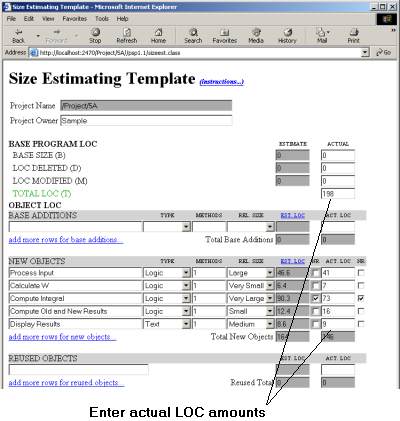 Size Estimating Template - Microsoft Internet Explorer
File Edit View Favorites Tools Help
Back Forward Stop Refresh Home Search Favorites Media History Mail Print
Address http://localhost:2470/Project/5A//psp1.1/sizeest.class Go
Size Estimating Template (instructions...)
Project Name /Project/5A
Project Owner Sample
BASE PROGRAM LOC ESTIMATE ACTUAL
BASE SIZE (B) 0 0
LOC DELETED (D) 0 0
LOC MODIFIED (M) 0 0
TOTAL LOC (T) 198
OBJECT LOC
BASE ADDITIONS TYPE METHODS REL. SIZE EST. LOC ACT. LOC
add more rows for base additions... Total Base Additions 0 0
NEW OBJECTS TYPE METHODS REL. SIZE EST. LOC NR ACT. LOC NR
Process Input Logic 1 Large 46.6 41
Calculate W Logic 1 Very Small 6.4 7
Compute Integral Logic 1 Very Large 90.3 73
Compute Old and New Results Logic 1 Small 12.4 16
Display Results Text 1 Medium 8.6 9
add more rows for new objects... Total New Objects 164 146
REUSED OBJECTS EST. LOC ACT. LOC
add more rows for reused objects... Reused Total 0 0
Enter actual LOC amounts